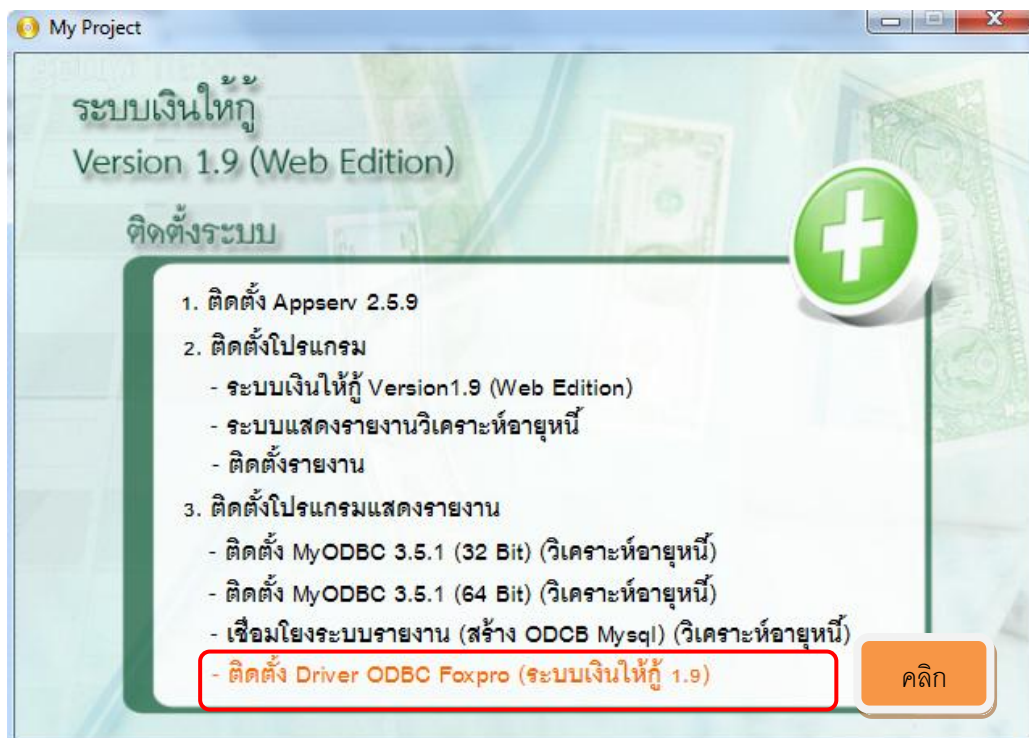 My Project
ระบบเงินให้กู้
Version 1.9 (Web Edition)
ติดตั้งระบบ
1. ติดตั้ง Appserv 2.5.9
2. ติดตั้งโปรแกรม
- ระบบเงินให้กู้ Version1.9 (Web Edition)
- ระบบแสดงรายงานวิเคราะห์อายุหนี้
- ติดตั้งรายงาน
3. ติดตั้งโปรแกรมแสดงรายงาน
- ติดตั้ง MyODBC 3.5.1 (32 Bit) (วิเคราะห์อายุหนี้)
- ติดตั้ง MyODBC 3.5.1 (64 Bit) (วิเคราะห์อายุหนี้)
- เชื่อมโยงระบบรายงาน (สร้าง ODCB Mysql) (วิเคราะห์อายุหนี้)
- ติดตั้ง Driver ODBC Foxpro (ระบบเงินให้กู้ 1.9)
คลิก